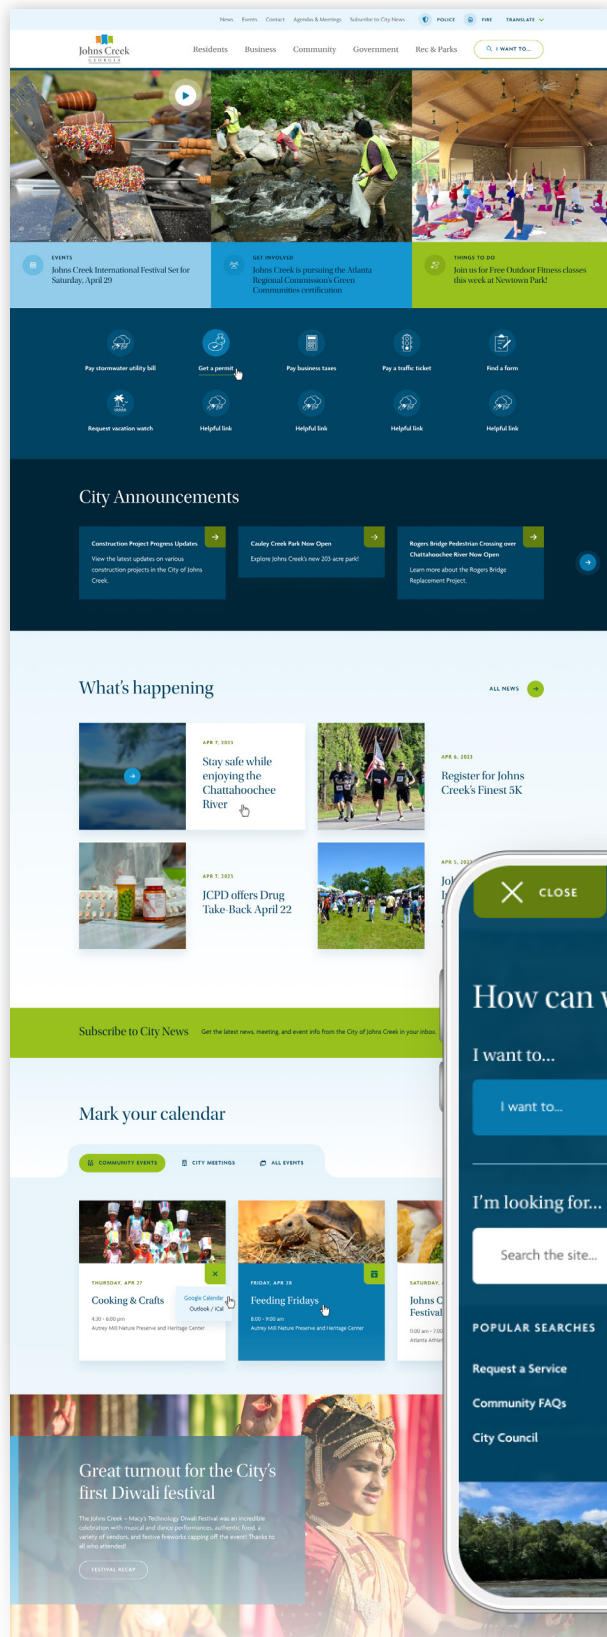 News Events Contact Agendas & Meetings Subscribe to City News POLICE FIRE TRANSLATE
Johns Creek
GEORGIA
Residents Business Community Government Rec & Parks I WANT TO...
EVENTS
Johns Creek International Festival Set for
Saturday, April 29
GET INVOLVED
Johns Creek is pursuing the Atlanta
Regional Commission's Green
Communities certification
THINGS TO DO
Join us for Free Outdoor Fitness classes
this week at Newtown Park!
Pay stormwater utility bill
Get a permit
Pay business taxes
Pay a traffic ticket
Find a form
Request vacation watch
Helpful link
Helpful link
Helpful link
Helpful link
City Announcements
Construction Project Progress Updates
View the latest updates on various
construction projects in the City of Johns
Creek.
Cauley Creek Park Now Open
Explore Johns Creek's new 203-acre park!
Rogers Bridge Pedestrian Crossing over
Chattahoochee River Now Open
Learn more about the Rogers Bridge
Replacement Project.
What's happening
ALL NEWS
APR 7, 2023
Stay safe while
enjoying the
Chattahoochee
River
APR 6, 2023
Register for Johns
Creek's Finest 5K
APR 7, 2023
JCPD offers Drug
Take-Back April 22
APR 5, 202
Subscribe to City News
Get the latest news, meeting, and event info from the City of Johns Creek in your inbox.
Mark your calendar
COMMUNITY EVENTS
CITY MEETINGS
ALL EVENTS
THURSDAY, APR 27
Cooking & Crafts
4:30 - 6:00 pm
Autrey Mill Nature Preserve and Heritage Center
Google Calendar
Outlook / iCal
FRIDAY, APR 28
Feeding Fridays
8:00 - 9:00 am
Autrey Mill Nature Preserve and Heritage Center
SATURDAY,
Johns C
Festival
Great turnout for the City's
first Diwali festival
The Johns Creek – Macy's Technology Diwali Festival was an incredible
celebration with musical and dance performances, authentic food, a
variety of vendors, and festive fireworks capping off the event! Thanks to
all who attended!
FESTIVAL RECAP
CLOSE
How can
I want to...
I want to...
I'm looking for...
Search the site...
POPULAR SEARCHES
Request a Service
Community FAQs
City Council